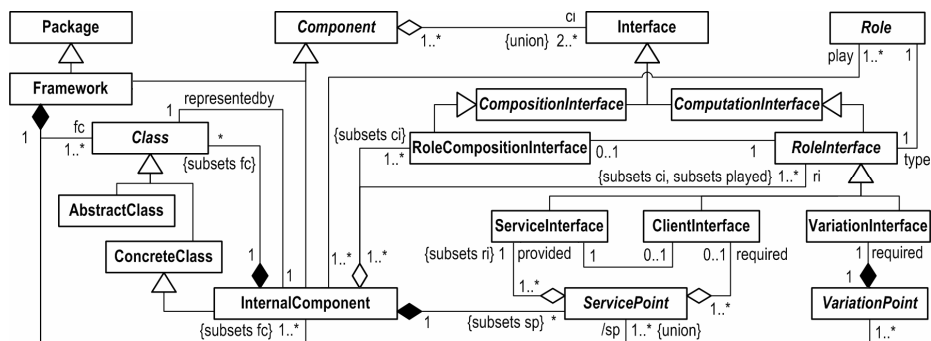 Package
Component
ci
Interface
Role
1..*
{union} 2..*
play
1..*
1
Framework
representedby
1
fc
1
1..*
Class
*
{subsets fc}
CompositionInterface
ComputationInterface
{subsets ci}
1..*
RoleCompositionInterface
0..1
1
RoleInterface
1
type
{subsets ci, subsets played} 1..*
ri
AbstractClass
ConcreteClass
ServiceInterface
ClientInterface
VariationInterface
{subsets ri} 1
provided
1
0..1
0..1
required
1
required
1
1
1..*
1..*
1..*
1..*
1
InternalComponent
1
{subsets sp} *
ServicePoint
VariationPoint
{subsets fc} 1..*
/sp
1..* {union}
1..*